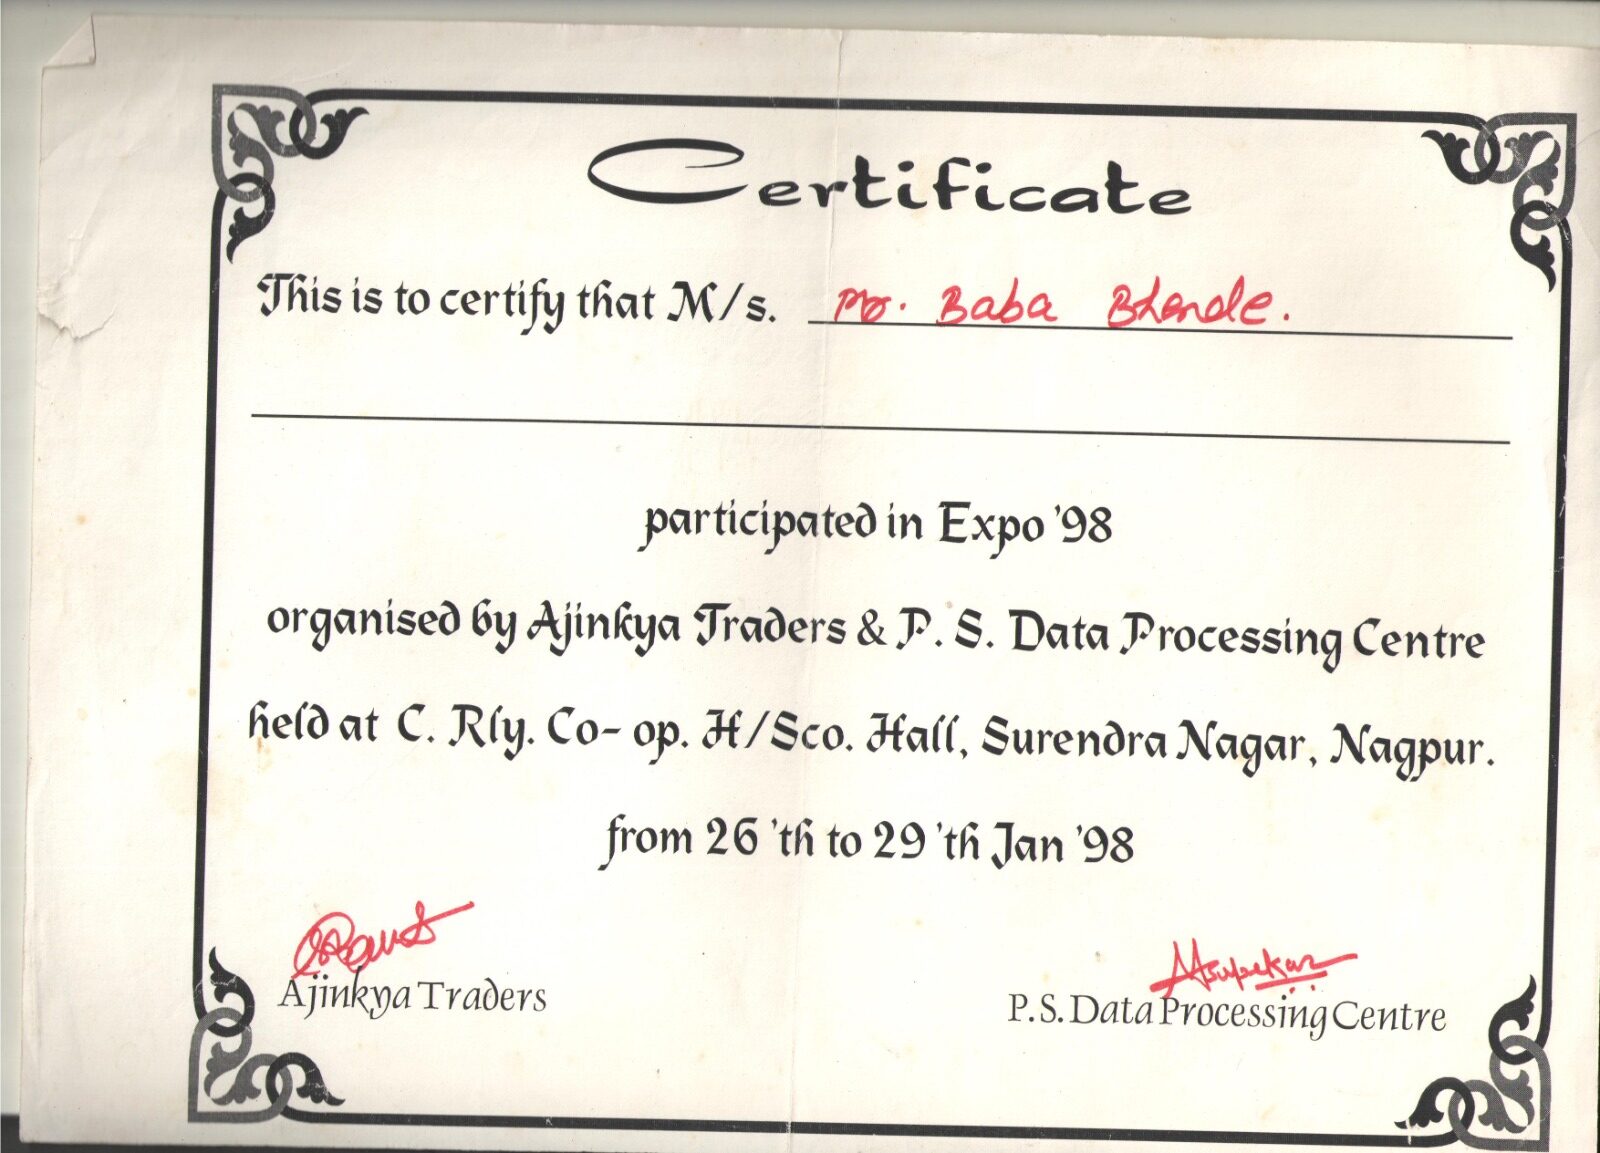 Certificate
This is to certify that M/s. Mr. Baba Bhende.
participated in Expo '98
organised by Ajinkya Traders & P. S. Data Processing Centre
held at C. Rly. Co- op. H/Sco. Hall, Surendra Nagar, Nagpur.
from 26 'th to 29 'th Jan '98
Ajinkya Traders
P.S. Data Processing Centre